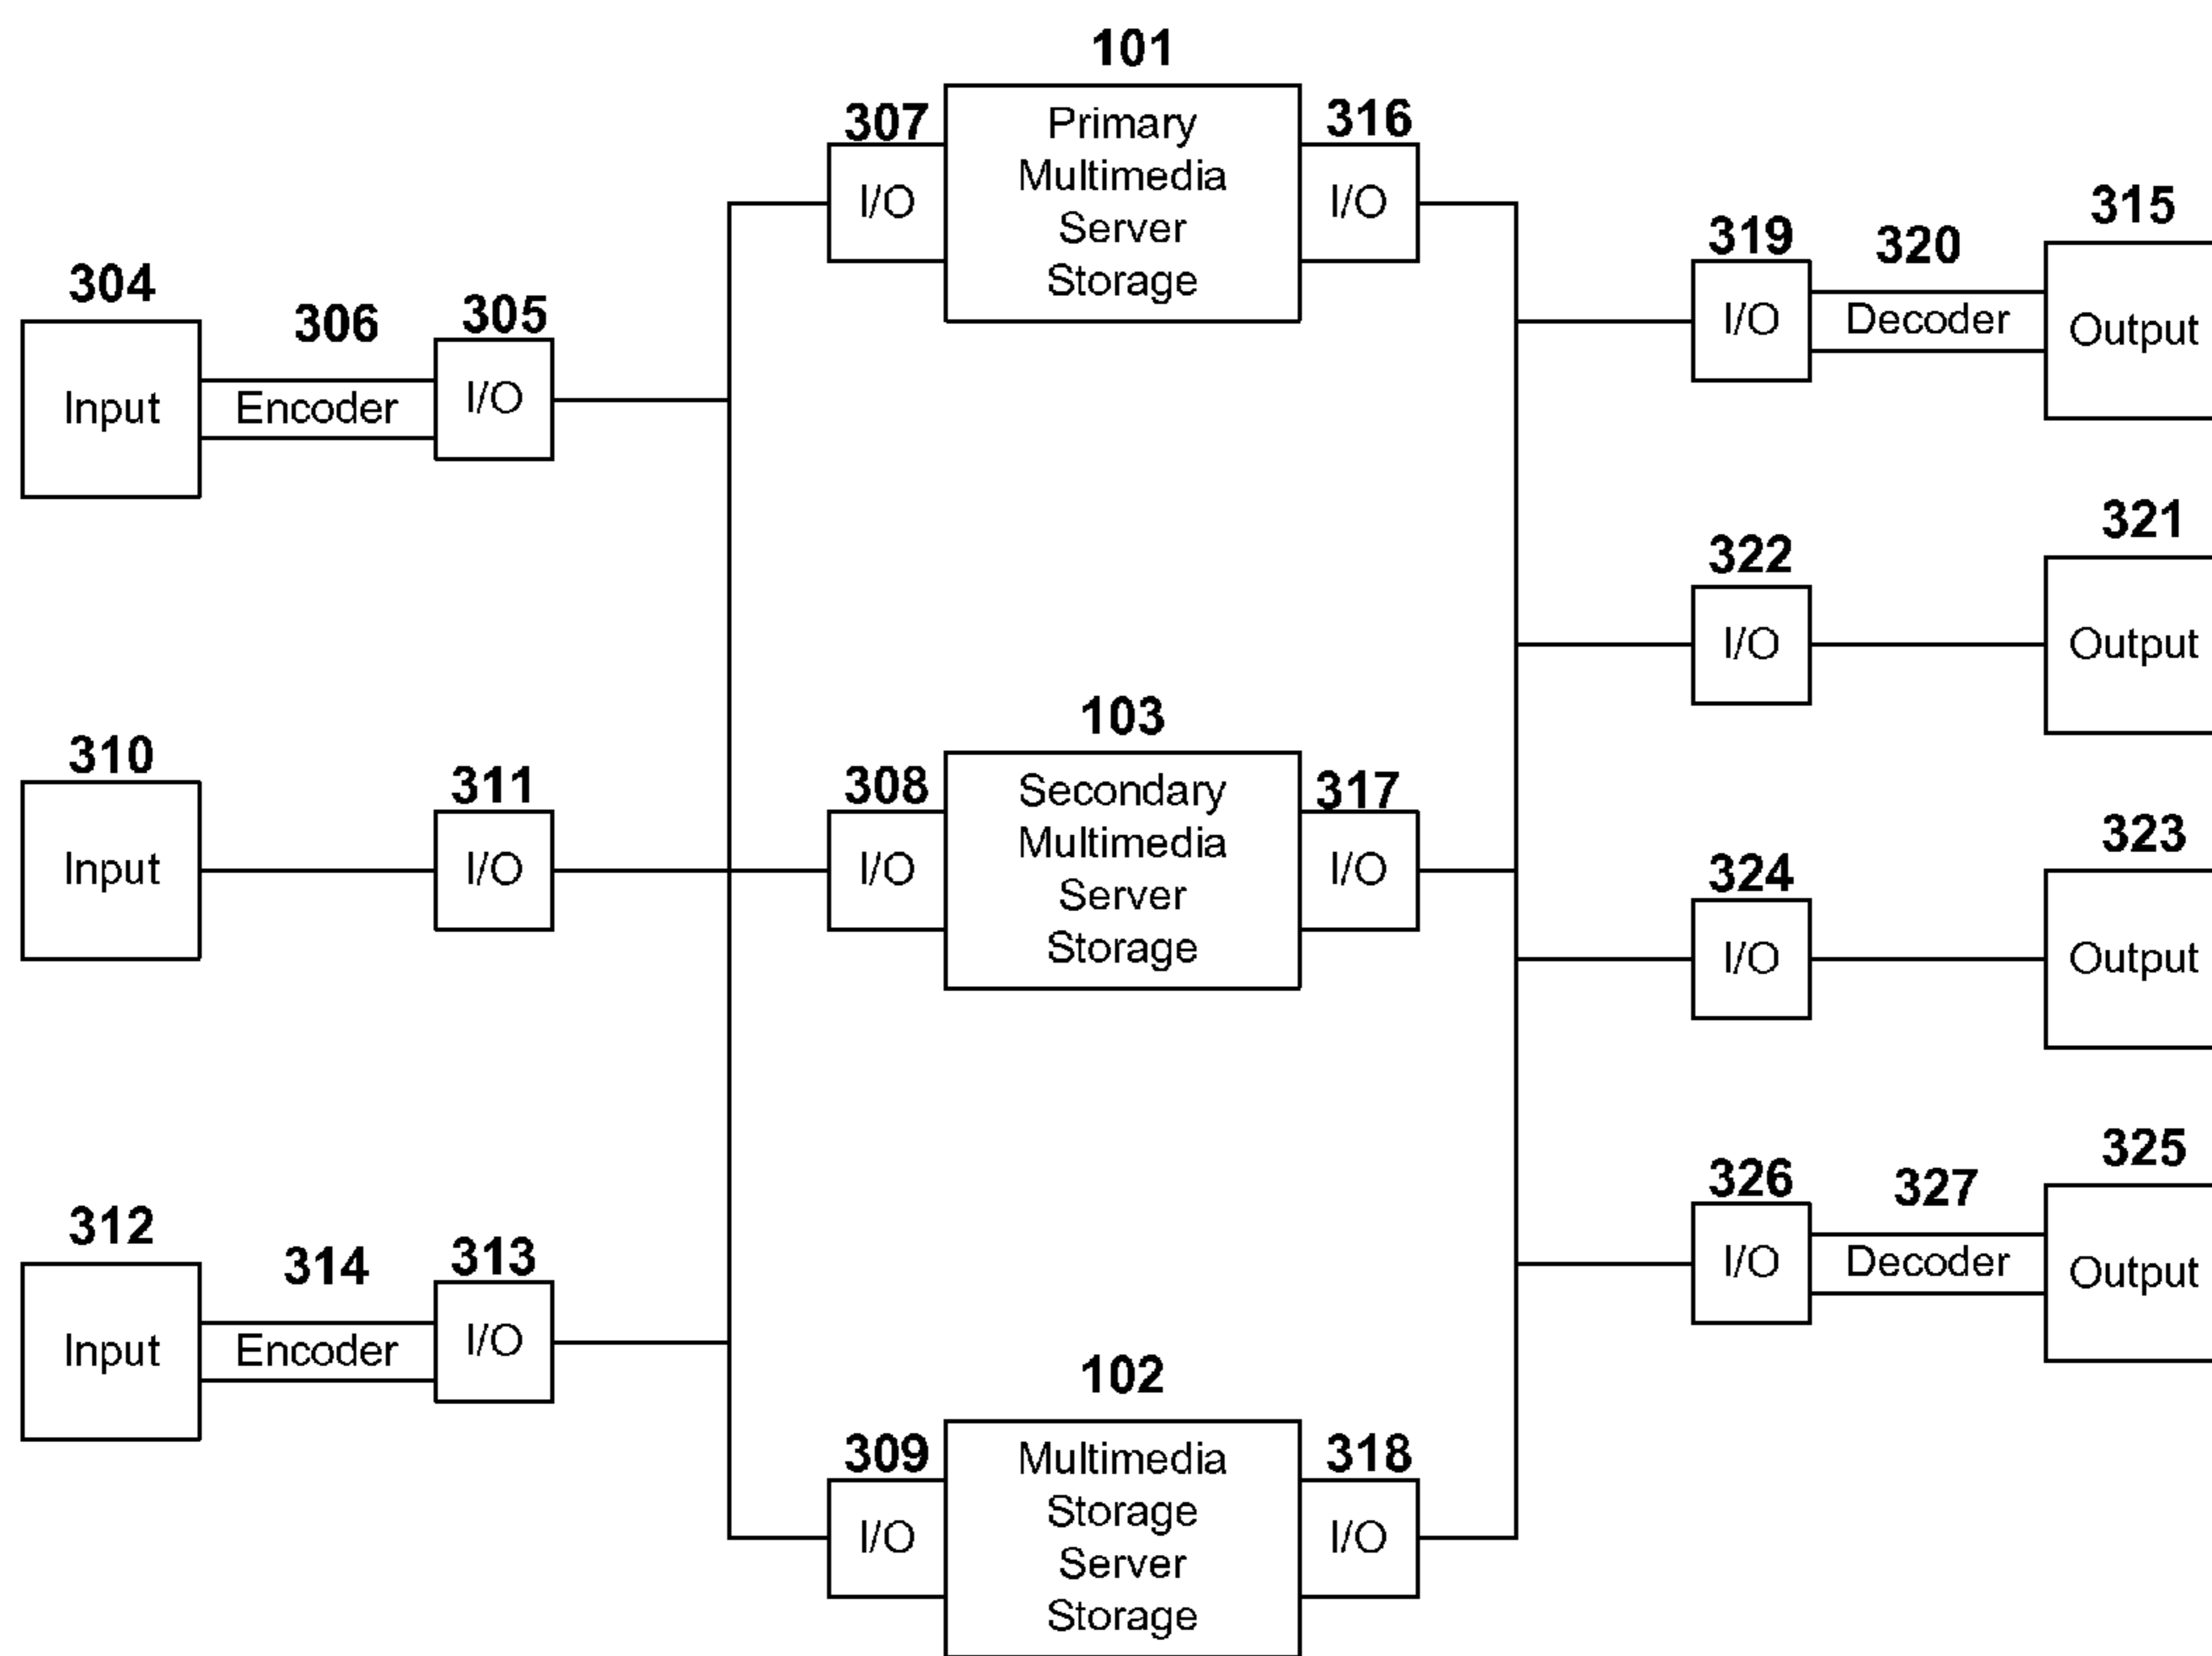 101
307
Primary
Multimedia
Server
Storage
316
I/O
I/O
304
306
305
Input
Encoder
I/O
319
320
315
I/O
Decoder
Output
322
321
I/O
Output
310
311
Input
I/O
103
308
Secondary
Multimedia
Server
Storage
317
I/O
I/O
324
323
I/O
Output
312
314
313
Input
Encoder
I/O
326
327
325
I/O
Decoder
Output
102
309
Multimedia
Storage
Server
Storage
318
I/O
I/O